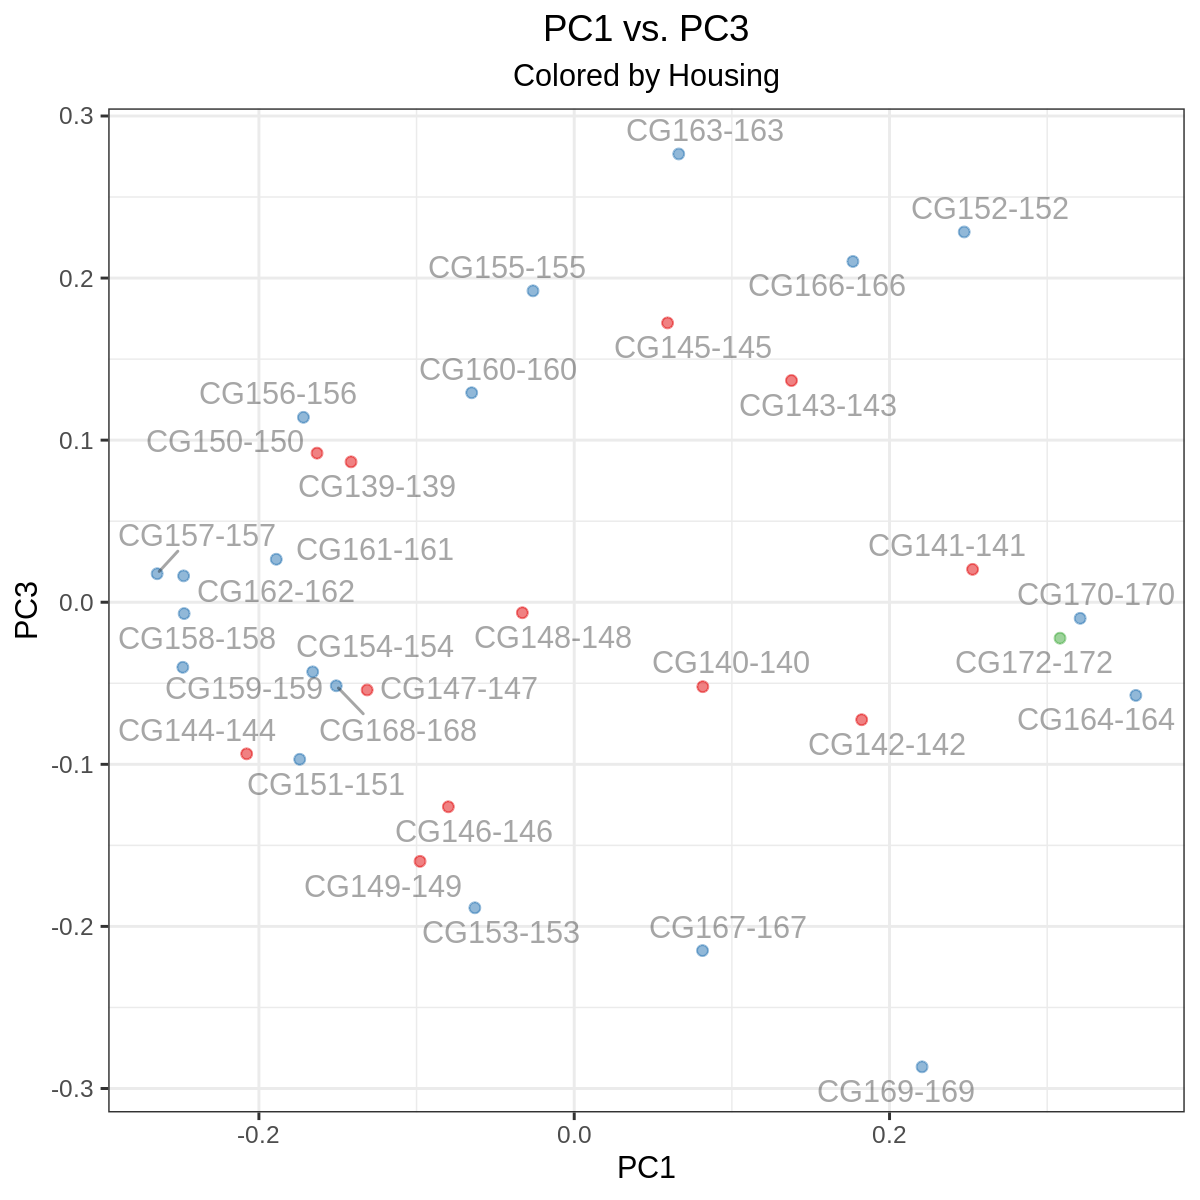 PC1 vs. PC3
Colored by Housing
0.3
CG163-163
CG152-152
CG155-155
0.2
CG166-166
CG145-145
CG160-160
CG156-156
CG143-143
0.1
CG150-150
CG139-139
CG157-157
CG161-161
CG141-141
CG162-162
CG170-170
0.0
PC3
CG158-158
CG148-148
CG154-154
CG140-140
CG172-172
CG159-159
CG147-147
CG164-164
CG144-144
CG168-168
CG142-142
-0.1
CG151-151
CG146-146
CG149-149
-0.2
CG153-153
CG167-167
-0.3
CG169-169
-0.2
0.0
0.2
PC1